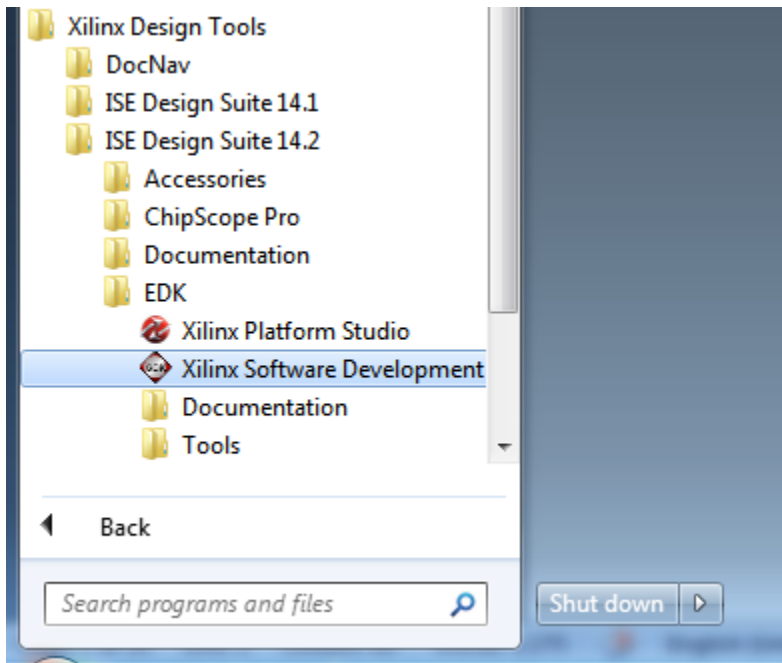 Xilinx Design Tools
DocNav
ISE Design Suite 14.1
ISE Design Suite 14.2
Accessories
ChipScope Pro
Documentation
EDK
Xilinx Platform Studio
Xilinx Software Development
Documentation
Tools
Back
Search programs and files
Shut down